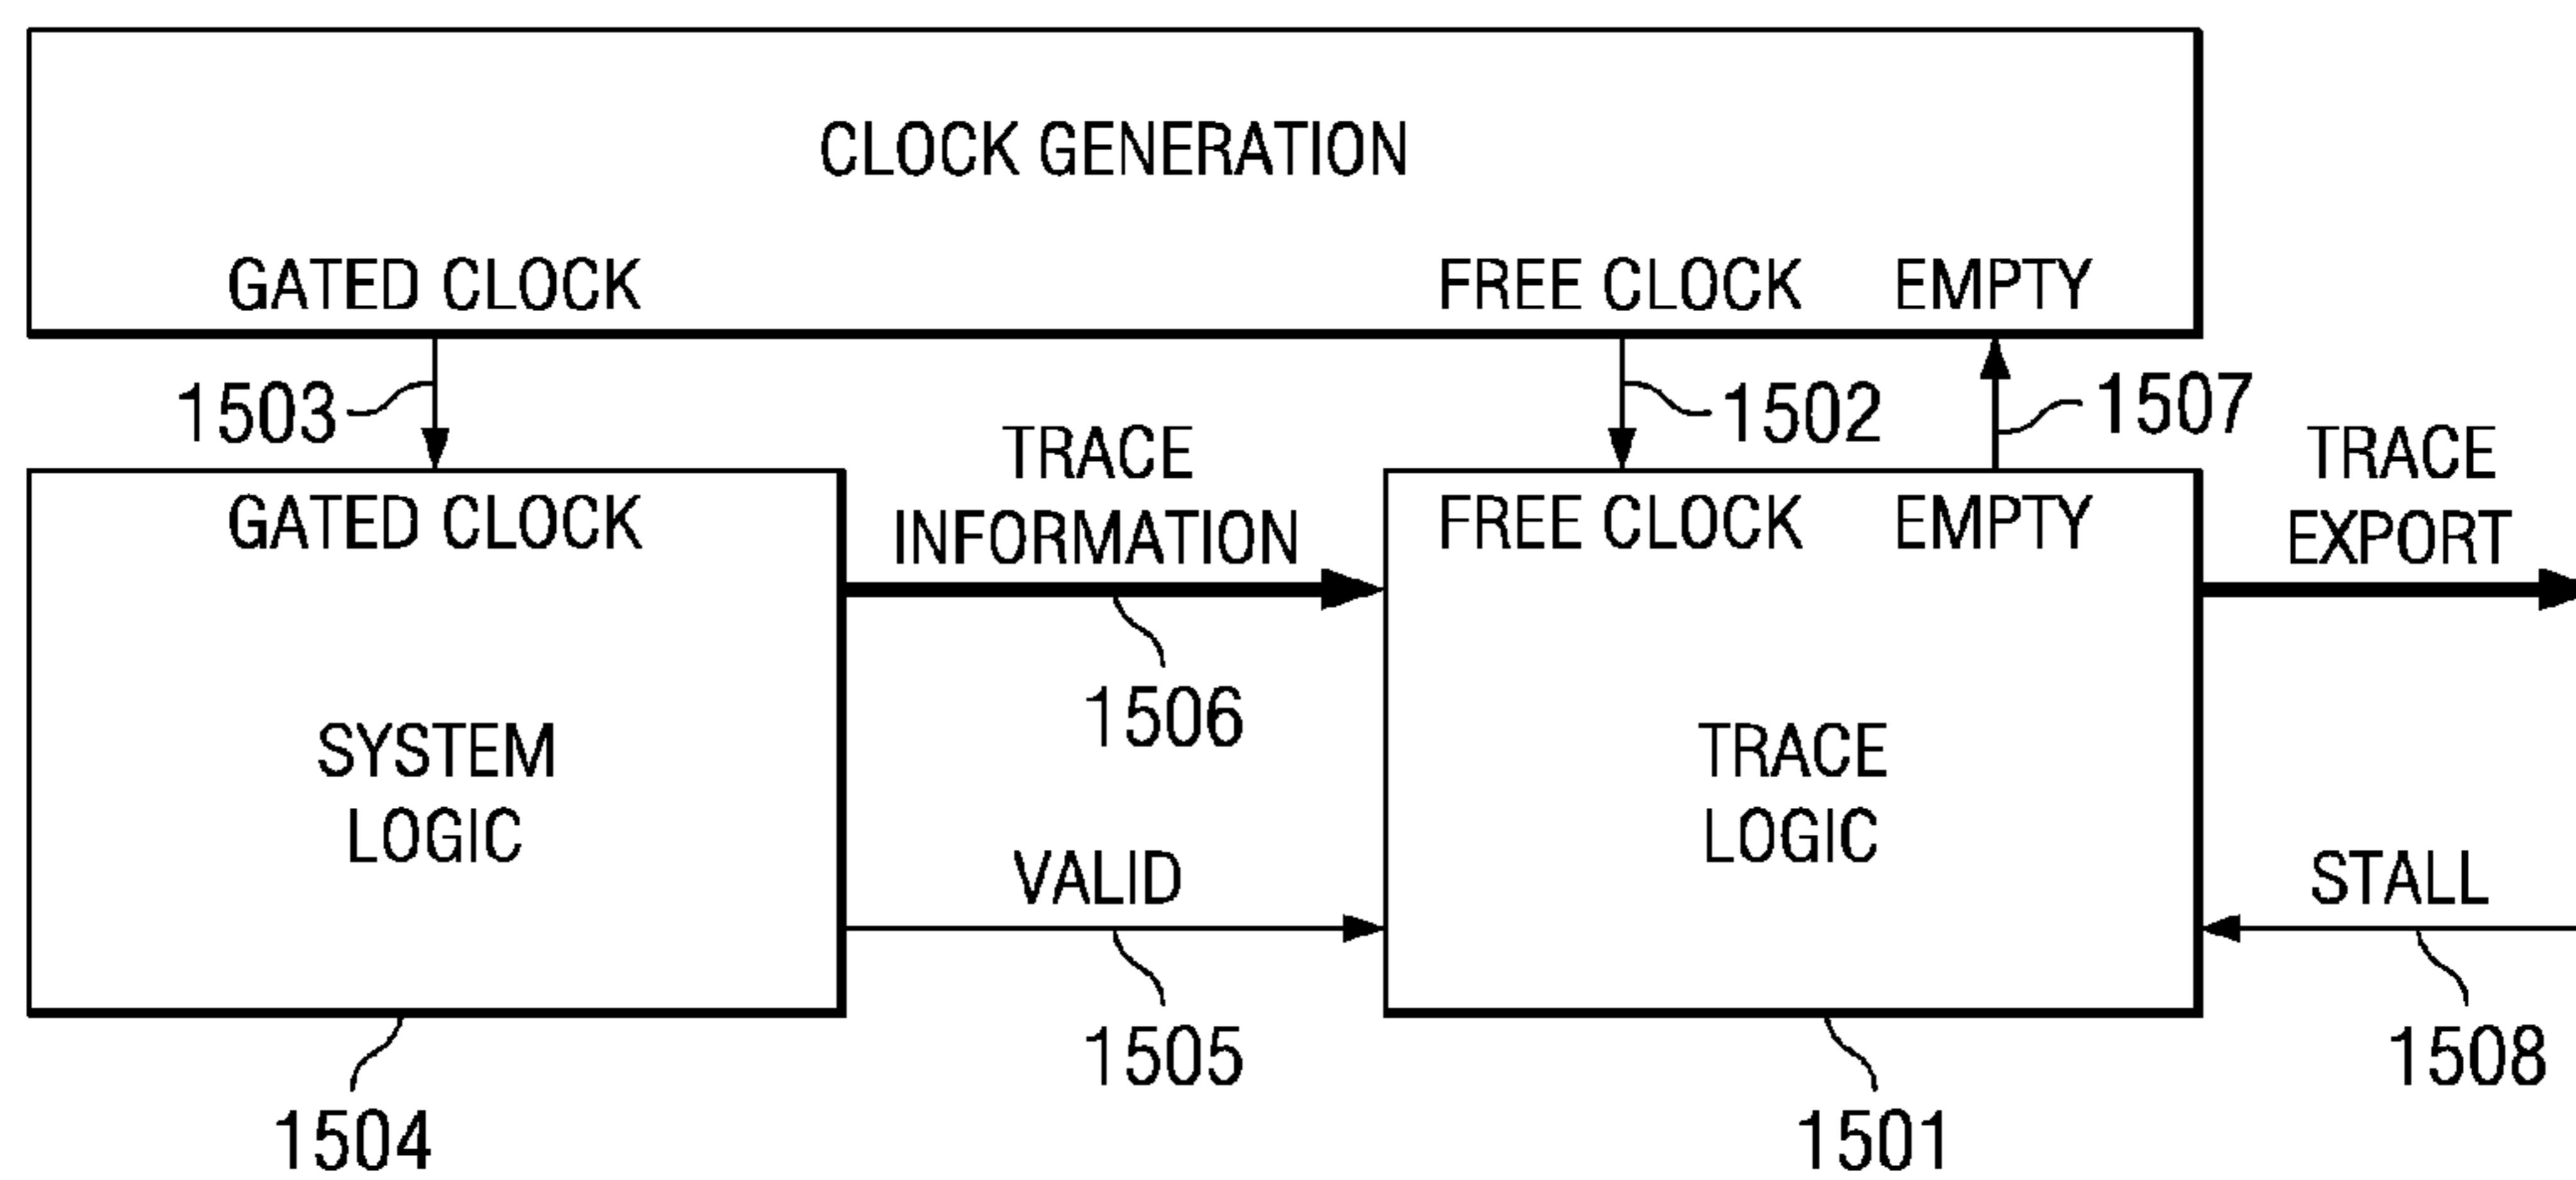 CLOCK GENERATION
GATED CLOCK
FREE CLOCK
EMPTY
1503
1502
1507
TRACE
INFORMATION
TRACE
EXPORT
GATED CLOCK
FREE CLOCK
EMPTY
1506
SYSTEM
LOGIC
TRACE
LOGIC
VALID
STALL
1505
1508
1504
1501